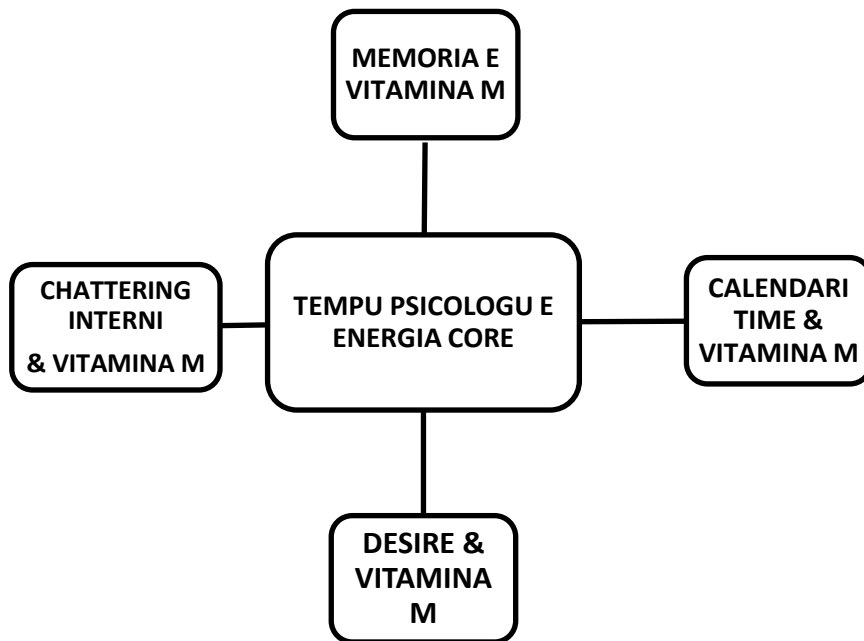 MEMORIA E
VITAMINA M
CHATTERING
INTERNI
& VITAMINA M
TEMPU PSICOLOGU E
ENERGIA CORE
CALENDARI
TIME &
VITAMINA M
DESIRE &
VITAMINA
M